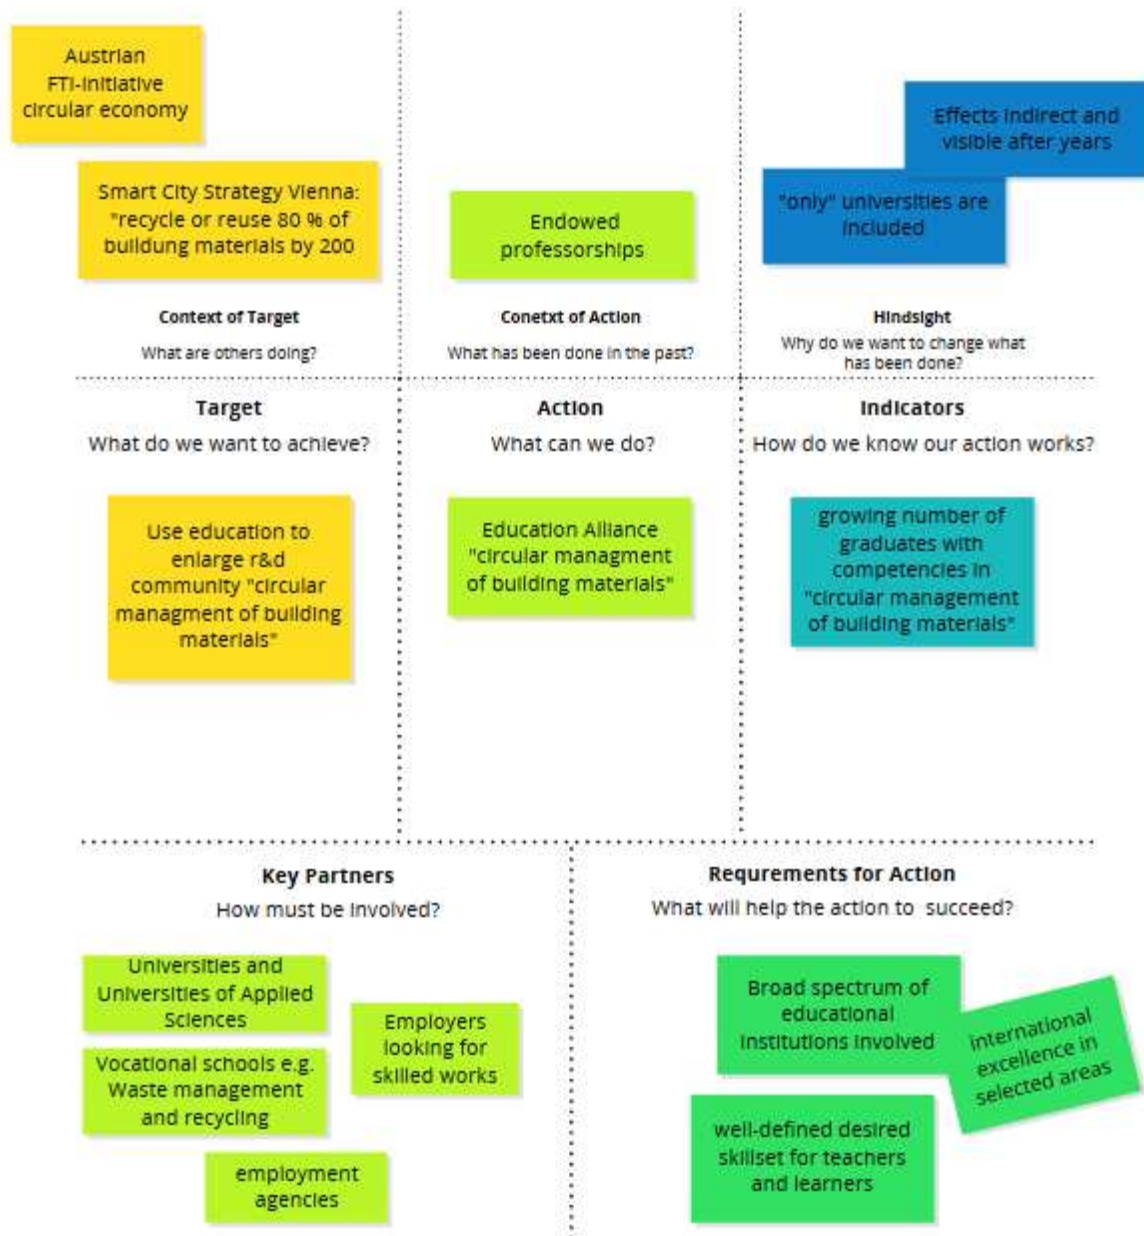 Austrian
FTI-Initiative
circular economy
Smart City Strategy Vienna:
"recycle or reuse 80 % of
buildung materials by 200
Endowed
professorships
Effects indirect and
visible after years
"only" universities are
included
Context of Target
What are others doing?
Conetxt of Action
What has been done in the past?
Hindsight
Why do we want to change what
has been done?
Target
What do we want to achieve?
Action
What can we do?
Indicators
How do we know our action works?
Use education to
enlarge r&d
community "circular
managment of building
materials"
Education Alliance
"circular managment
of building materials"
growing number of
graduates with
competencies in
"circular management
of building materials"
Key Partners
How must be involved?
Requrements for Action
What will help the action to succeed?
Universities and
Universities of Applied
Sciences
Employers
looking for
skilled works
Vocational schools e.g.
Waste management
and recycling
employment
agencies
Broad spectrum of
educational
institutions involved
international
excellence in
selected areas
well-defined desired
skillset for teachers
and learners